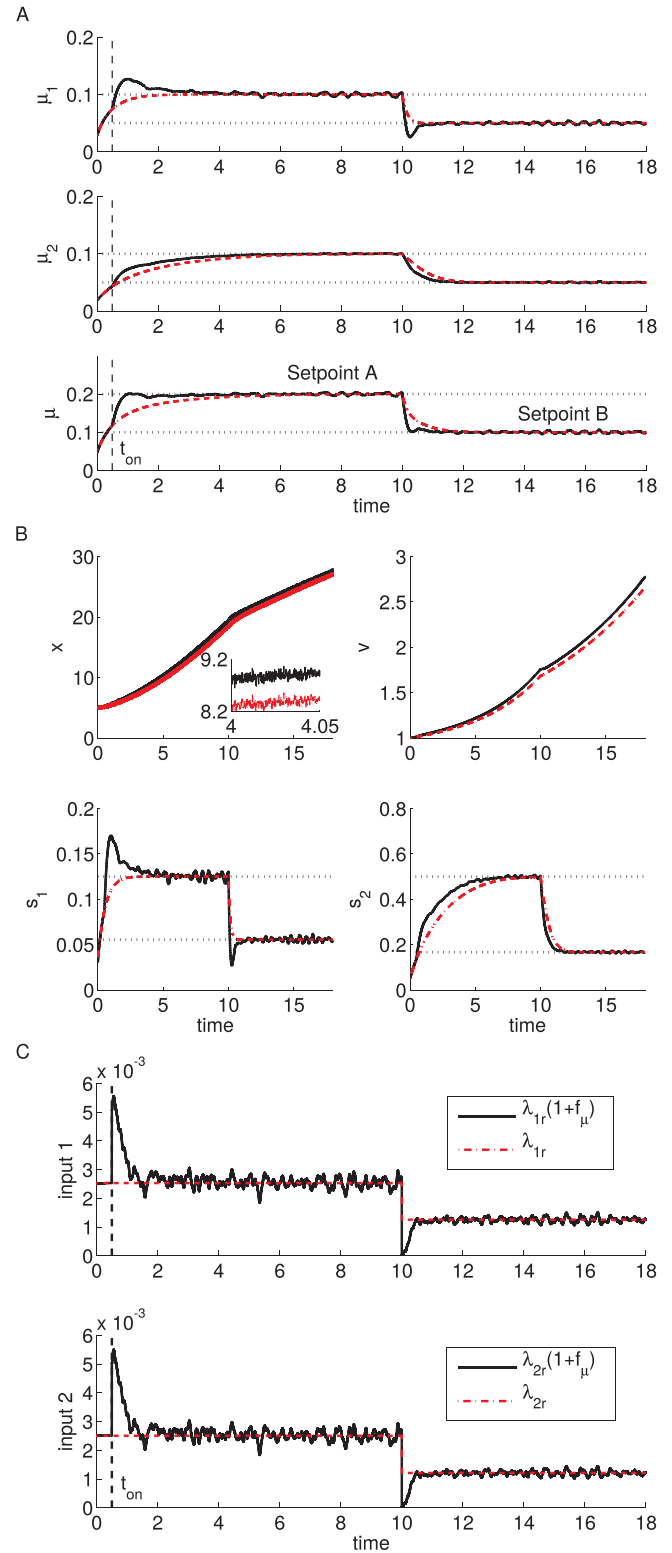 A
0.2
0.1
0
μ1
0 2 4 6 8 10 12 14 16 18
0.2
0.1
0
μ2
0 2 4 6 8 10 12 14 16 18
0.2
0.1
0
μ
Setpoint A
Setpoint B
ton
0 2 4 6 8 10 12 14 16 18
time
B
30
20
10
0
x
9.2
8.2
4 4.05
0 5 10 15
3
2.5
2
1.5
1
v
0 5 10 15
0.2
0.15
0.1
0.05
0
s1
0 5 10 15
time
0.8
0.6
0.4
0.2
0
s2
0 5 10 15
time
C
x 10-3
6
5
4
3
2
1
0
input 1
λ1r(1+fμ)
λ1r
0 2 4 6 8 10 12 14 16 18
x 10-3
6
5
4
3
2
1
0
input 2
λ2r(1+fμ)
λ2r
ton
0 2 4 6 8 10 12 14 16 18
time